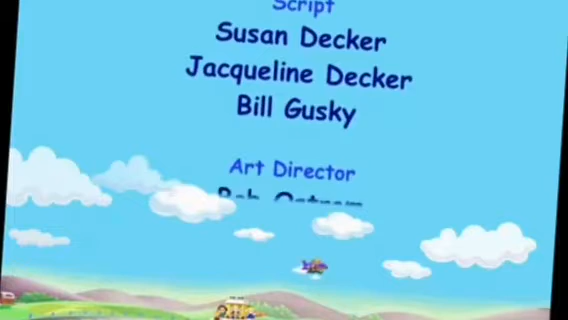 Script
Susan Decker
Jacqueline Decker
Bill Gusky
Art Director